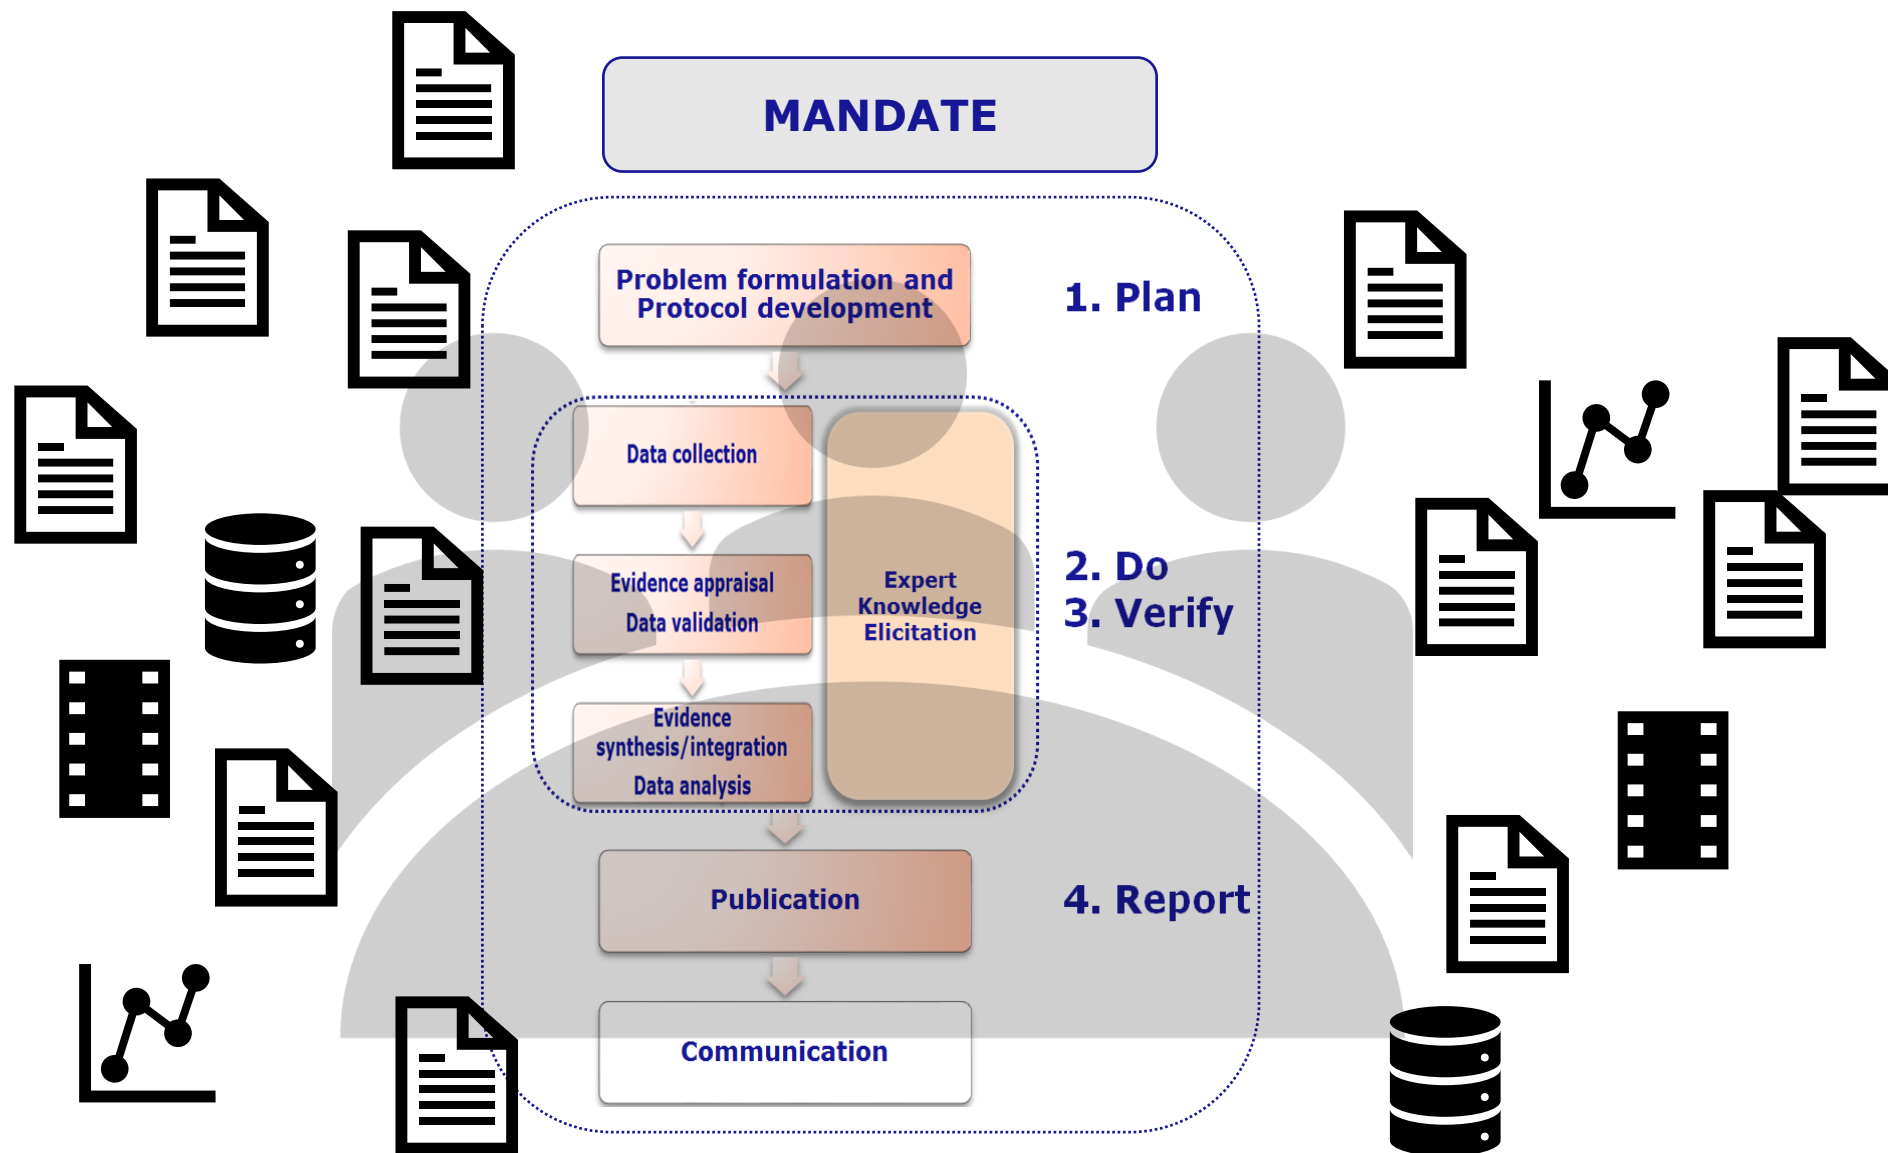 MANDATE
Problem formulation and
Protocol development
1. Plan
Data collection
Evidence appraisal
Data validation
Expert
Knowledge
Elicitation
2. Do
3. Verify
Evidence
synthesis/integration
Data analysis
Publication
4. Report
Communication